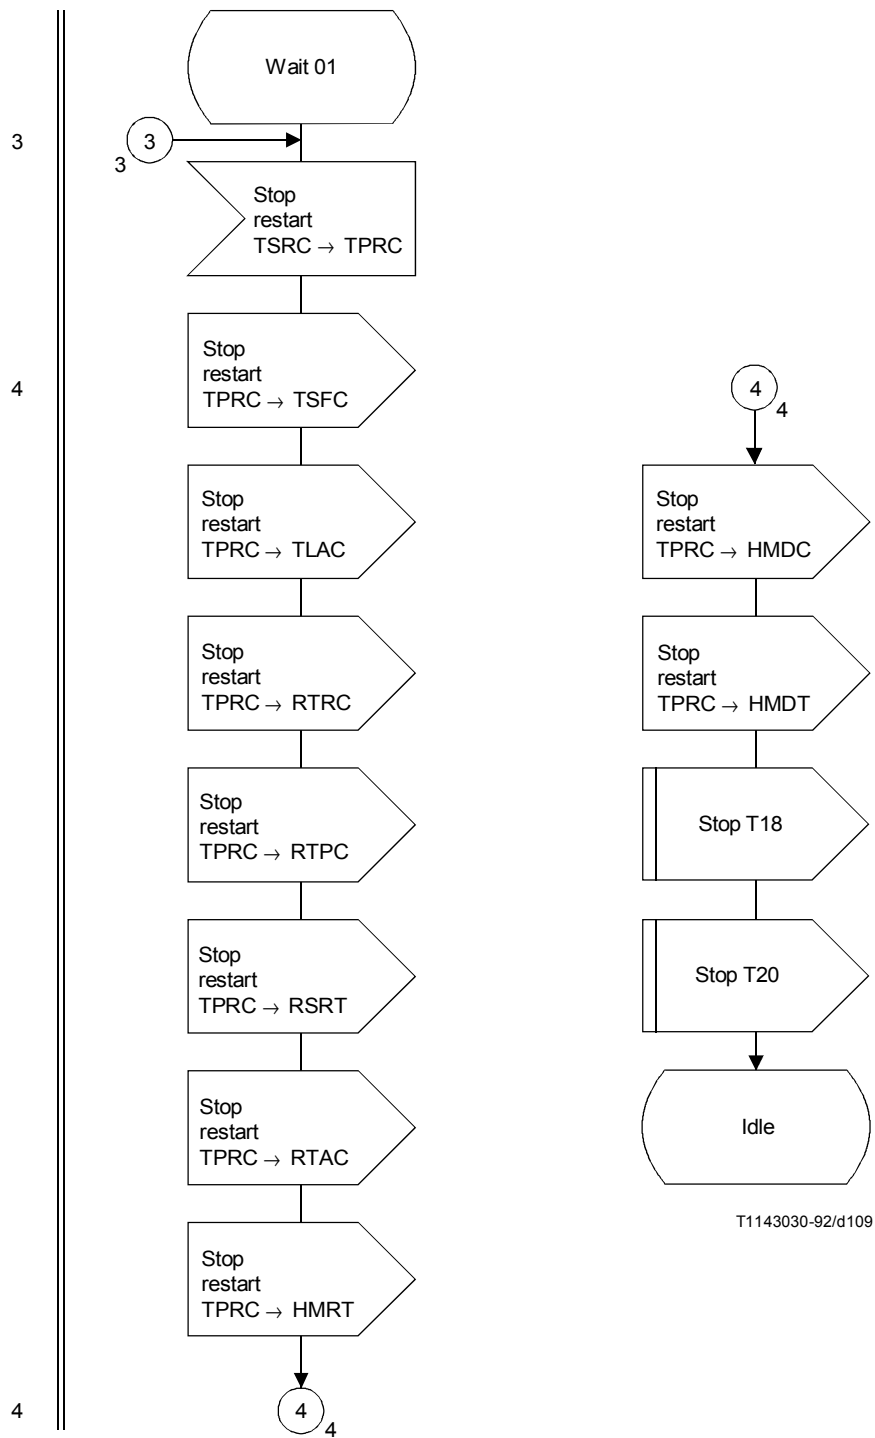 Wait 01
3
3
3
Stop
restart
TSRC → TPRC
Stop
restart
TPRC → TSFC
4
Stop
restart
TPRC → TLAC
Stop
restart
TPRC → RTRC
Stop
restart
TPRC → RTPC
Stop
restart
TPRC → RSRT
Stop
restart
TPRC → RTAC
Stop
restart
TPRC → HMRT
4
4
4
4
4
Stop
restart
TPRC → HMDC
Stop
restart
TPRC → HMDT
Stop T18
Stop T20
Idle
T1143030-92/d109